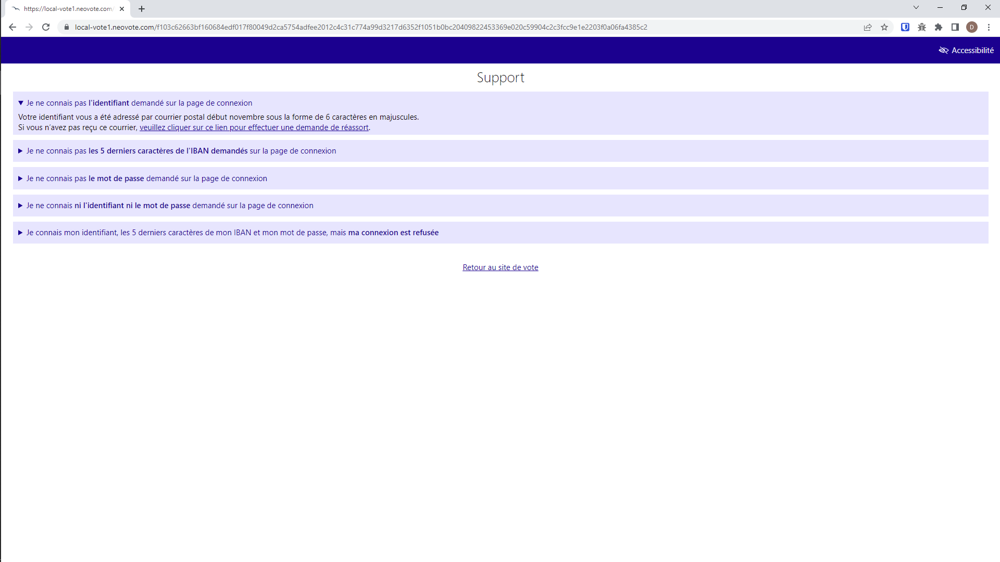 https://local-vote1.neovote.com/
local-vote1.neovote.com/f103c62663bf160684edf017f80049d2ca5754adfee2012c4c31c774a99d3217d6352f1051b0bc20409822453369e020c59904c2c3fcc9e1e2203f0a06fa4385c2
D
Accessibilité
Support
Je ne connais pas l'identifiant demandé sur la page de connexion
Votre identifiant vous a été adressé par courrier postal début novembre sous la forme de 6 caractères en majuscules.
Si vous n’avez pas reçu ce courrier, veuillez cliquer sur ce lien pour effectuer une demande de réassort.
Je ne connais pas les 5 derniers caractères de l'IBAN demandés sur la page de connexion
Je ne connais pas le mot de passe demandé sur la page de connexion
Je ne connais ni l'identifiant ni le mot de passe demandé sur la page de connexion
Je connais mon identifiant, les 5 derniers caractères de mon IBAN et mon mot de passe, mais ma connexion est refusée
Retour au site de vote